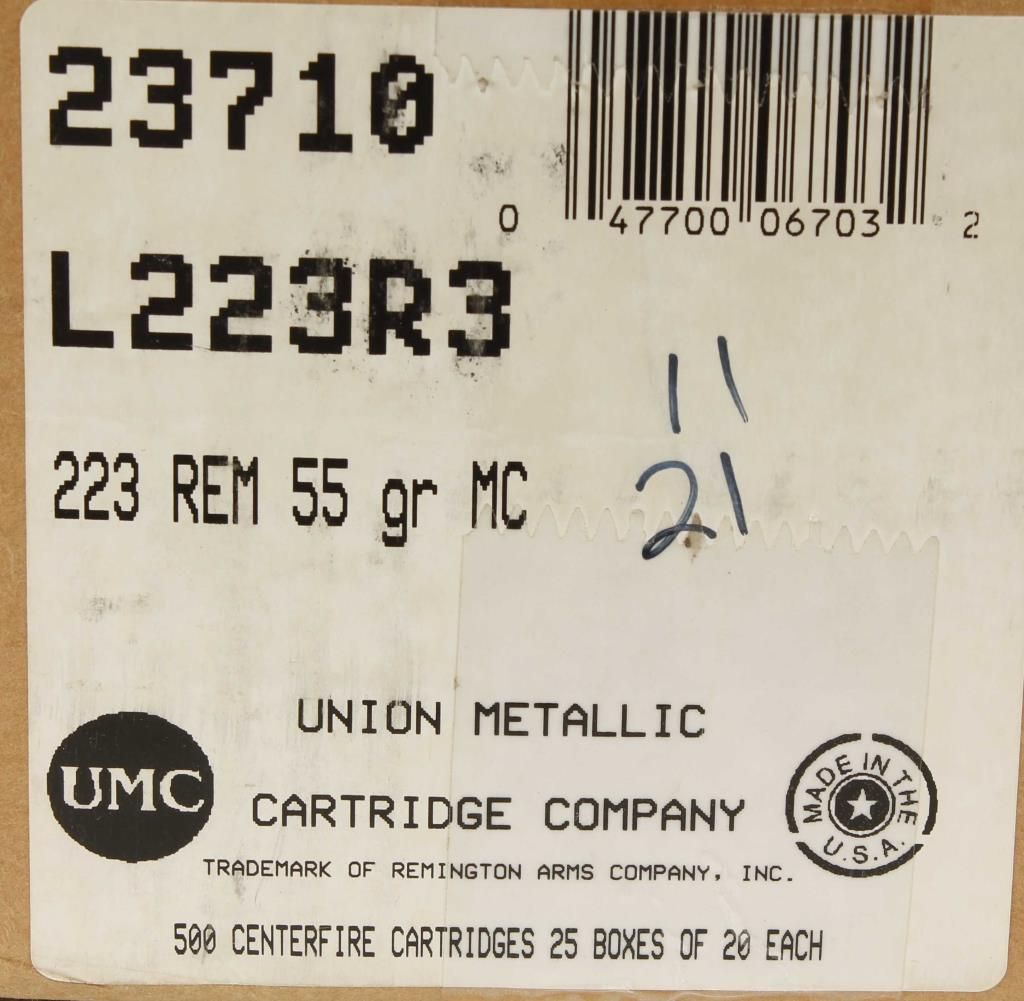 23710
0 47700 06703 2
L223R3
11
21
223 REM 55 gr MC
UNION METALLIC
UMC
CARTRIDGE COMPANY
MADE IN THE
U.S.A.
TRADEMARK OF REMINGTON ARMS COMPANY, INC.
500 CENTERFIRE CARTRIDGES 25 BOXES OF 20 EACH